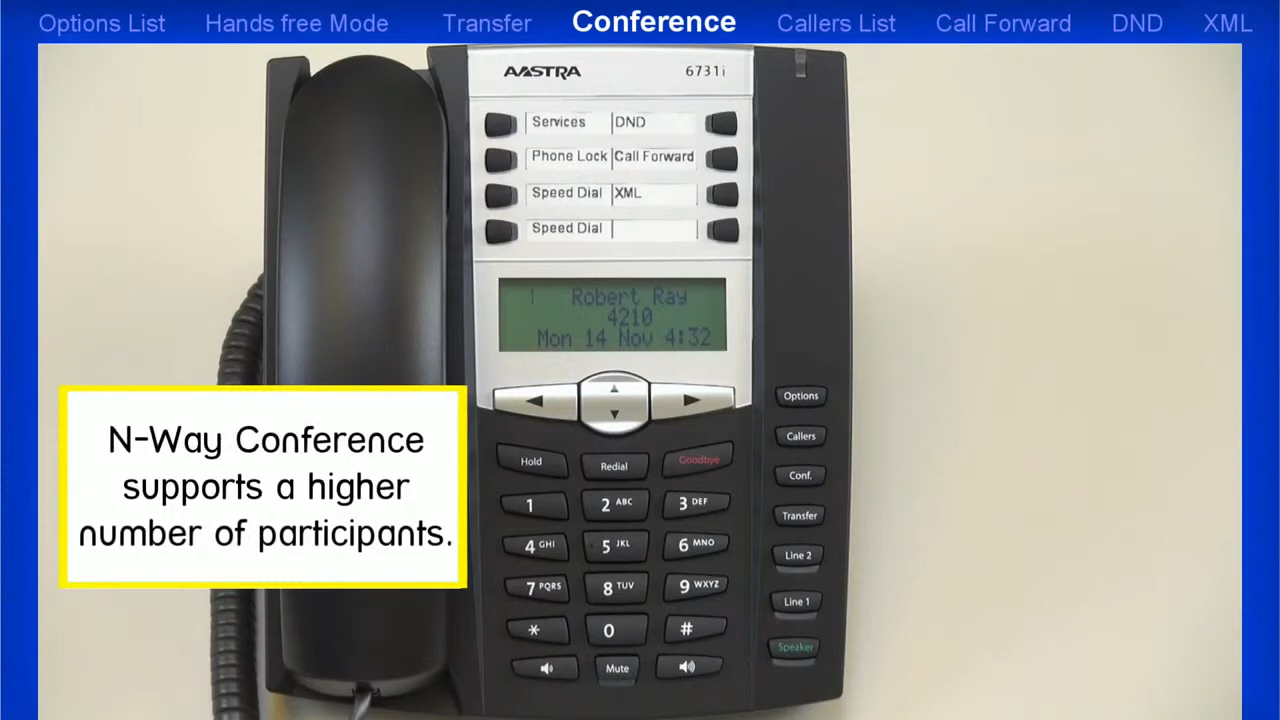 Options List Hands free Mode Transfer Conference Callers List Call Forward DND XML
AASTRA 6731i
Services DND
Phone Lock Call Forward
Speed Dial XML
Speed Dial
Robert Ray
4210
Mon 14 Nov 4:32
N-Way Conference
supports a higher
number of participants.
Hold Redial Goodbye
1 2 ABC 3 DEF
4 GHI 5 JKL 6 MNO
7 PQRS 8 TUV 9 WXYZ
* 0 #
Mute
Options
Callers
Conf.
Transfer
Line 2
Line 1
Speaker